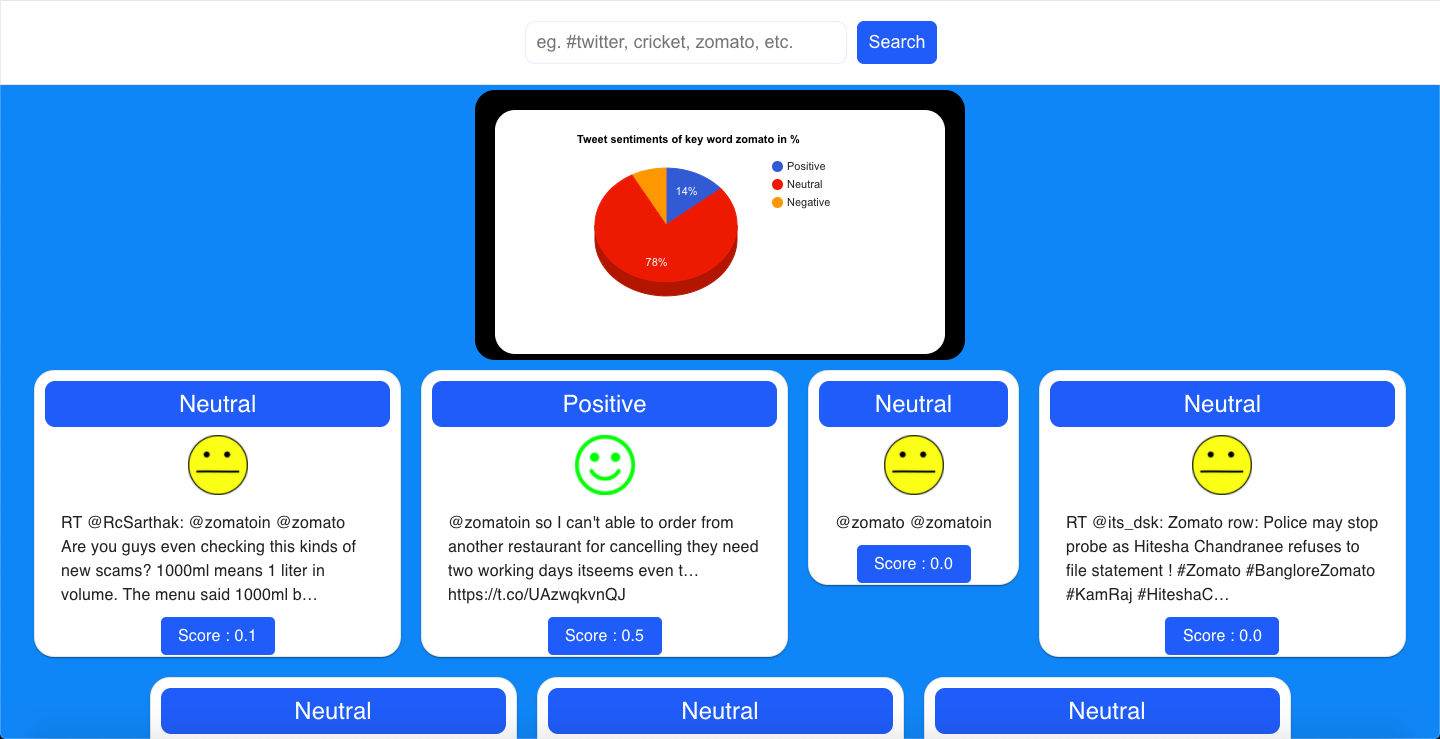 eg. #twitter, cricket, zomato, etc.
Search
Tweet sentiments of key word zomato in %
Positive
Neutral
Negative
14%
78%
Neutral
RT @RcSarthak: @zomatoin @zomato
Are you guys even checking this kinds of
new scams? 1000ml means 1 liter in
volume. The menu said 1000ml b…
Score : 0.1
Positive
@zomatoin so I can't able to order from
another restaurant for cancelling they need
two working days itseems even t…
https://t.co/UAzwqkvnQJ
Score : 0.5
Neutral
@zomato @zomatoin
Score : 0.0
Neutral
RT @its_dsk: Zomato row: Police may stop
probe as Hitesha Chandranee refuses to
file statement ! #Zomato #BangloreZomato
#KamRaj #HiteshaC…
Score : 0.0
Neutral
Neutral
Neutral